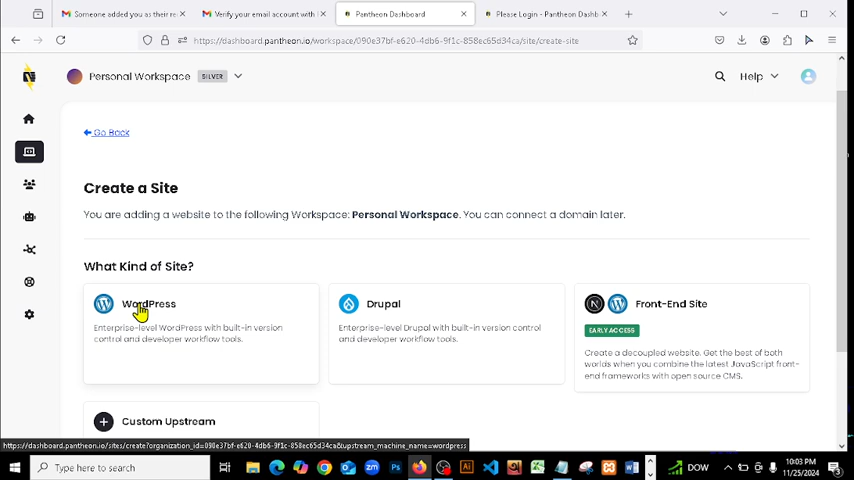 Someone added you as their re
Verify your email account with
Pantheon Dashboard
Please Login - Pantheon Dashb
https://dashboard.pantheon.io/workspace/090e37bf-e620-4db6-9f1c-858ec65d34ca/site/create-site
Personal Workspace SILVER
Help
Go Back
Create a Site
You are adding a website to the following Workspace: Personal Workspace. You can connect a domain later.
What Kind of Site?
WordPress
Enterprise-level WordPress with built-in version
control and developer workflow tools.
Drupal
Enterprise-level Drupal with built-in version control
and developer workflow tools.
Front-End Site
EARLY ACCESS
Create a decoupled website. Get the best of both
worlds when you combine the latest JavaScript front-
end frameworks with open source CMS.
Custom Upstream
https://dashboard.pantheon.io/sites/create?organization_id=090e37bf-e620-4db6-9f1c-858ec65d34ca&upstream_machine_name=wordpress
Type here to search
DOW
10:03 PM
11/25/2024